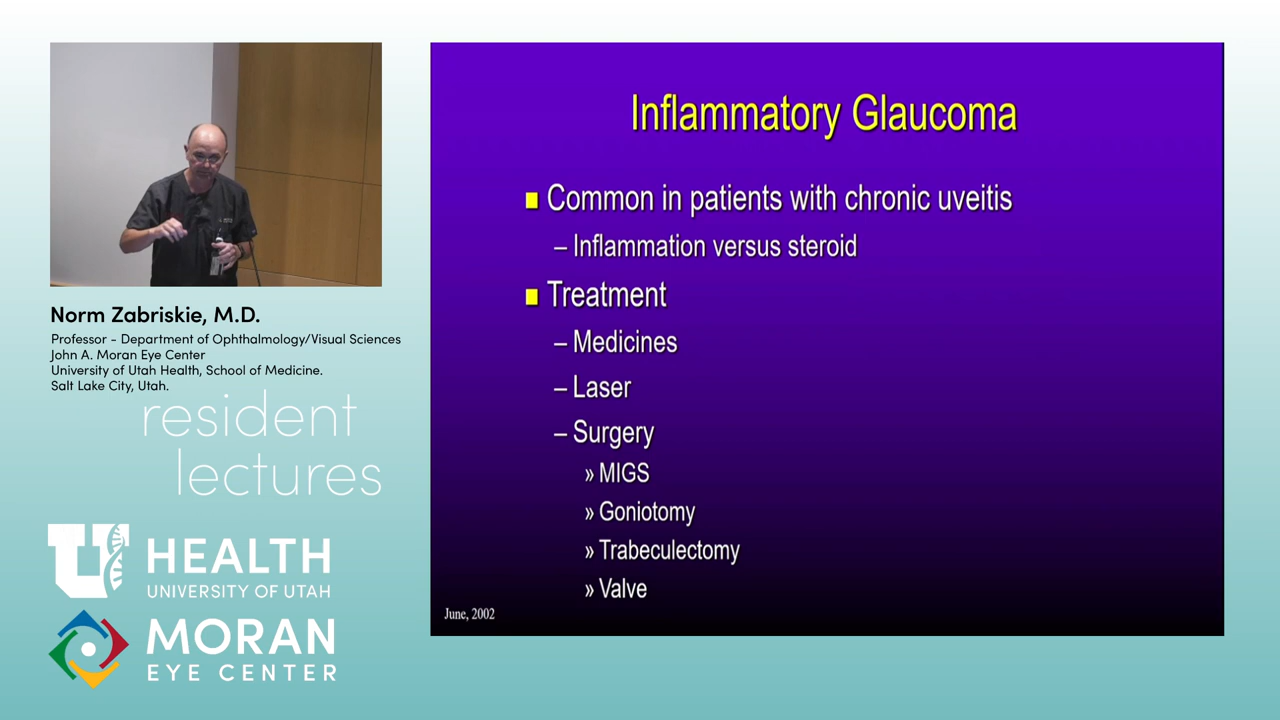 Norm Zabriskie, M.D.
Professor - Department of Ophthalmology/Visual Sciences
John A. Moran Eye Center
University of Utah Health, School of Medicine.
Salt Lake City, Utah.
resident
lectures
U HEALTH
UNIVERSITY OF UTAH
MORAN
EYE CENTER
Inflammatory Glaucoma
Common in patients with chronic uveitis
– Inflammation versus steroid
Treatment
– Medicines
– Laser
– Surgery
» MIGS
» Goniotomy
» Trabeculectomy
» Valve
June, 2002